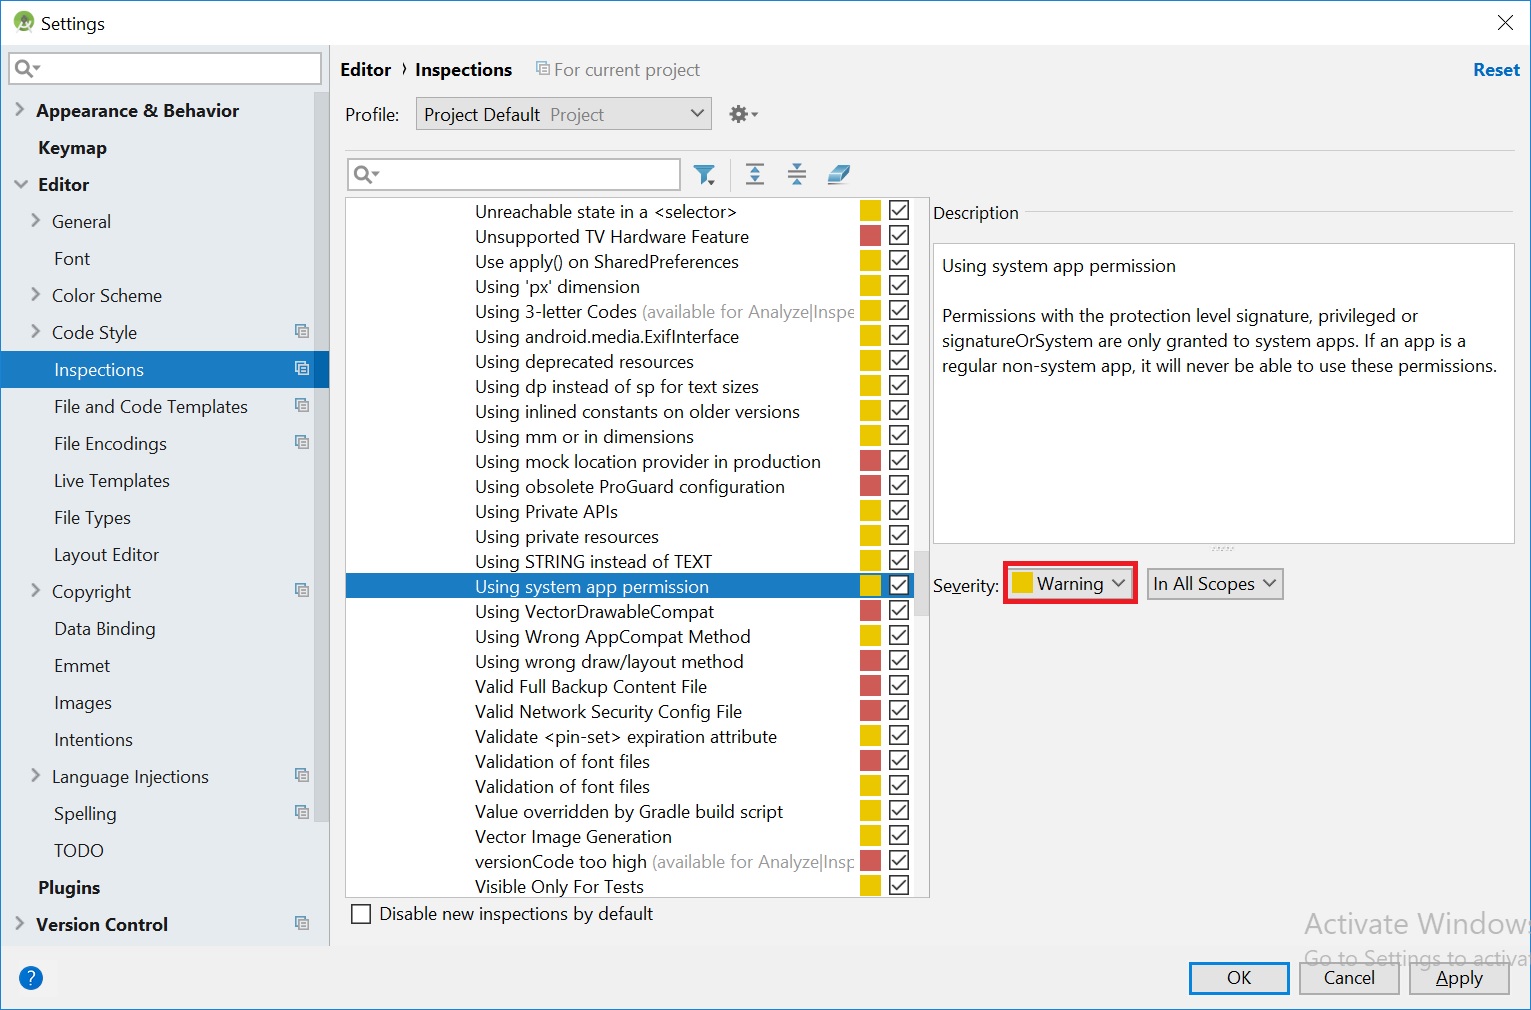 Settings
Appearance & Behavior
Keymap
Editor
General
Font
Color Scheme
Code Style
Inspections
File and Code Templates
File Encodings
Live Templates
File Types
Layout Editor
Copyright
Data Binding
Emmet
Images
Intentions
Language Injections
Spelling
TODO
Plugins
Version Control
?
Editor › Inspections For current project
Reset
Profile: Project Default Project
Unreachable state in a <selector>
Unsupported TV Hardware Feature
Use apply() on SharedPreferences
Using 'px' dimension
Using 3-letter Codes (available for Analyze|Inspe
Using android.media.ExifInterface
Using deprecated resources
Using dp instead of sp for text sizes
Using inlined constants on older versions
Using mm or in dimensions
Using mock location provider in production
Using obsolete ProGuard configuration
Using Private APIs
Using private resources
Using STRING instead of TEXT
Using system app permission
Using VectorDrawableCompat
Using Wrong AppCompat Method
Using wrong draw/layout method
Valid Full Backup Content File
Valid Network Security Config File
Validate <pin-set> expiration attribute
Validation of font files
Validation of font files
Value overridden by Gradle build script
Vector Image Generation
versionCode too high (available for Analyze|Insp
Visible Only For Tests
Disable new inspections by default
Description
Using system app permission
Permissions with the protection level signature, privileged or
signatureOrSystem are only granted to system apps. If an app is a
regular non-system app, it will never be able to use these permissions.
Severity: Warning In All Scopes
Activate Windows
Go to Settings to activa
OK Cancel Apply